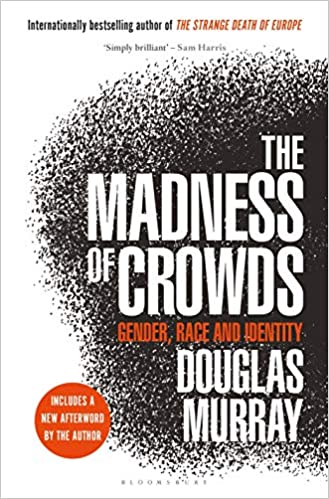 Internationally bestselling author of THE STRANGE DEATH OF EUROPE
‘Simply brilliant’ – Sam Harris
THE
MADNESS
OF CROWDS
GENDER, RACE AND IDENTITY
DOUGLAS
MURRAY
INCLUDES
A NEW AFTERWORD
BY THE AUTHOR
BLOOMSBURY